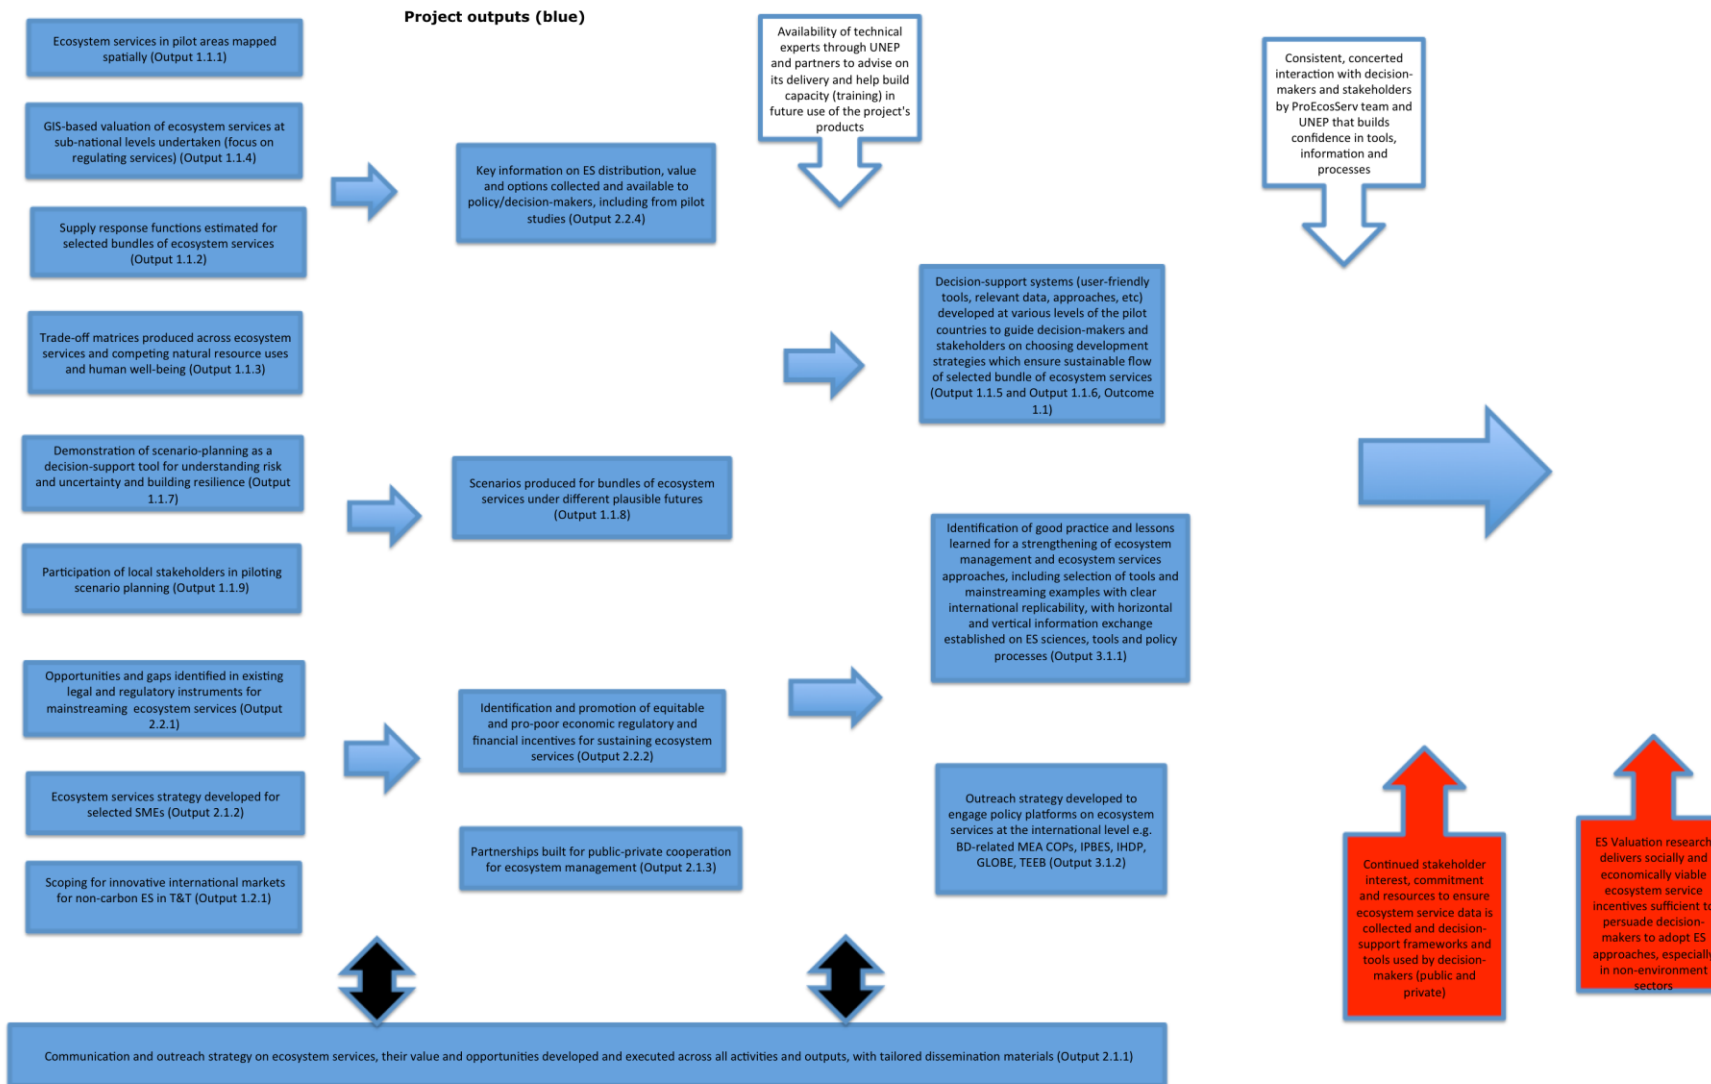 Project outputs (blue)
Ecosystem services in pilot areas mapped
spatially (Output 1.1.1)
GIS-based valuation of ecosystem services at
sub-national levels undertaken (focus on
regulating services) (Output 1.1.4)
Supply response functions estimated for
selected bundles of ecosystem services
(Output 1.1.2)
Trade-off matrices produced across ecosystem
services and competing natural resource uses
and human well-being (Output 1.1.3)
Demonstration of scenario-planning as a
decision-support tool for understanding risk
and uncertainty and building resilience (Output
1.1.7)
Participation of local stakeholders in piloting
scenario planning (Output 1.1.9)
Opportunities and gaps identified in existing
legal and regulatory instruments for
mainstreaming ecosystem services (Output
2.2.1)
Ecosystem services strategy developed for
selected SMEs (Output 2.1.2)
Scoping for innovative international markets
for non-carbon ES in T&T (Output 1.2.1)
Key information on ES distribution, value
and options collected and available to
policy/decision-makers, including from pilot
studies (Output 2.2.4)
Scenarios produced for bundles of ecosystem
services under different plausible futures
(Output 1.1.8)
Identification and promotion of equitable
and pro-poor economic regulatory and
financial incentives for sustaining ecosystem
services (Output 2.2.2)
Partnerships built for public-private cooperation
for ecosystem management (Output 2.1.3)
Availability of technical
experts through UNEP
and partners to advise on
its delivery and help build
capacity (training) in
future use of the project's
products
Decision-support systems (user-friendly
tools, relevant data, approaches, etc)
developed at various levels of the pilot
countries to guide decision-makers and
stakeholders on choosing development
strategies which ensure sustainable flow
of selected bundle of ecosystem services
(Output 1.1.5 and Output 1.1.6, Outcome
1.1)
Identification of good practice and lessons
learned for a strengthening of ecosystem
management and ecosystem services
approaches, including selection of tools and
mainstreaming examples with clear
international replicability, with horizontal
and vertical information exchange
established on ES sciences, tools and policy
processes (Output 3.1.1)
Outreach strategy developed to
engage policy platforms on ecosystem
services at the international level e.g.
BD-related MEA COPs, IPBES, IHDP,
GLOBE, TEEB (Output 3.1.2)
Consistent, concerted
interaction with decision-
makers and stakeholders
by ProEcosServ team and
UNEP that builds
confidence in tools,
information and
processes
Continued stakeholder
interest, commitment
and resources to ensure
ecosystem service data is
collected and decision-
support frameworks and
tools used by decision-
makers (public and
private)
ES Valuation research
delivers socially and
economically viable
ecosystem service
incentives sufficient to
persuade decision-
makers to adopt ES
approaches, especially
in non-environment
sectors
Communication and outreach strategy on ecosystem services, their value and opportunities developed and executed across all activities and outputs, with tailored dissemination materials (Output 2.1.1)